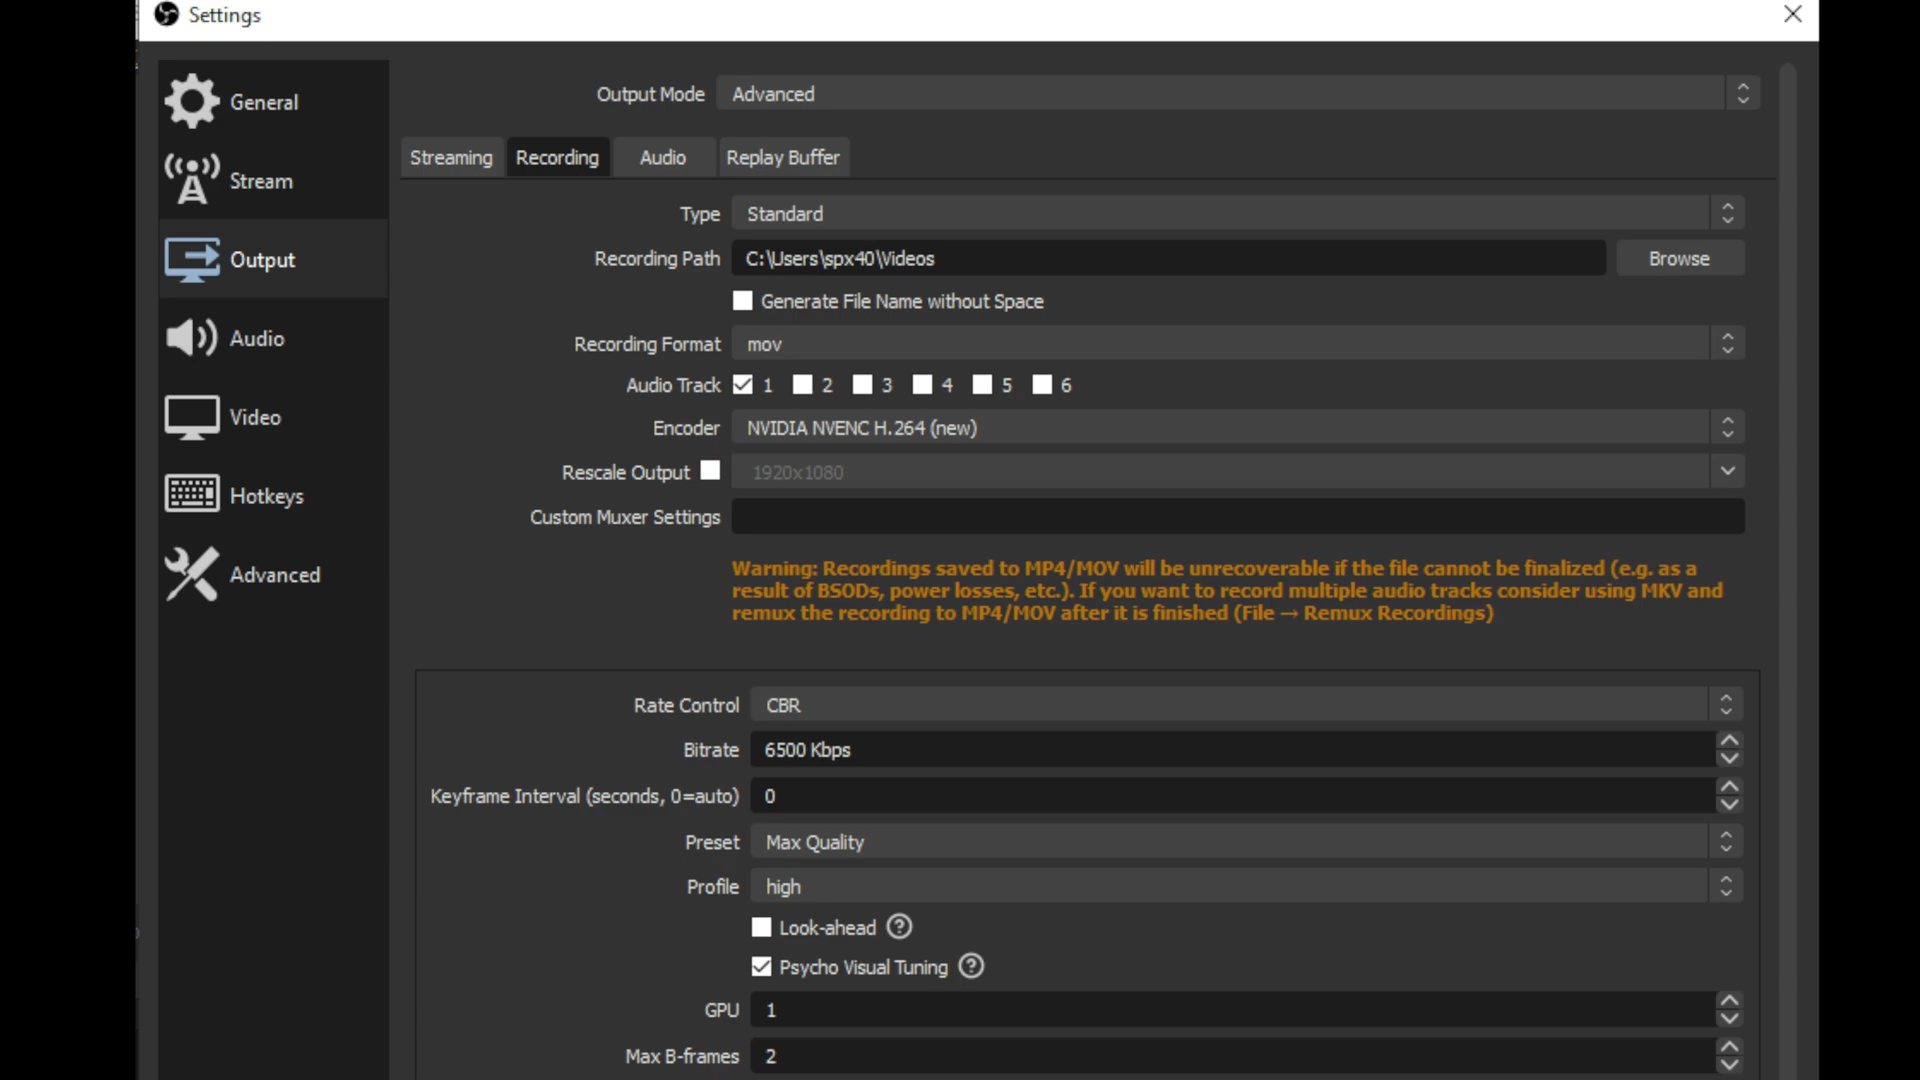 Settings
General
Stream
Output
Audio
Video
Hotkeys
Advanced
Output Mode Advanced
Streaming Recording Audio Replay Buffer
Type Standard
Recording Path C:\Users\spx40\Videos Browse
Generate File Name without Space
Recording Format mov
Audio Track 1 2 3 4 5 6
Encoder NVIDIA NVENC H.264 (new)
Rescale Output 1920x1080
Custom Muxer Settings
Warning: Recordings saved to MP4/MOV will be unrecoverable if the file cannot be finalized (e.g. as a
result of BSODs, power losses, etc.). If you want to record multiple audio tracks consider using MKV and
remux the recording to MP4/MOV after it is finished (File → Remux Recordings)
Rate Control CBR
Bitrate 6500 Kbps
Keyframe Interval (seconds, 0=auto) 0
Preset Max Quality
Profile high
Look-ahead ?
Psycho Visual Tuning ?
GPU 1
Max B-frames 2